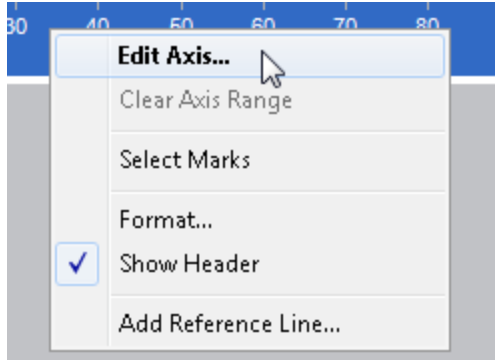 30 40 50 60 70 80
Edit Axis...
Clear Axis Range
Select Marks
Format...
Show Header
Add Reference Line...